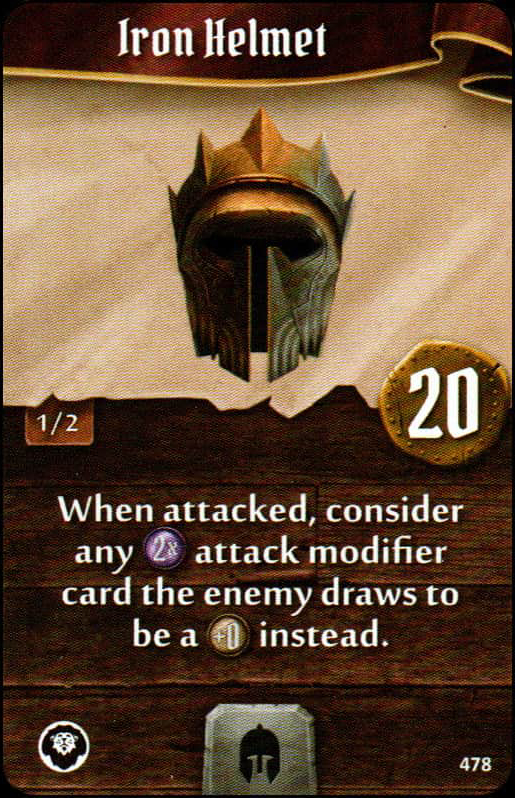 Iron Helmet
1/2
20
When attacked, consider
any 2x attack modifier
card the enemy draws to
be a +0 instead.
478